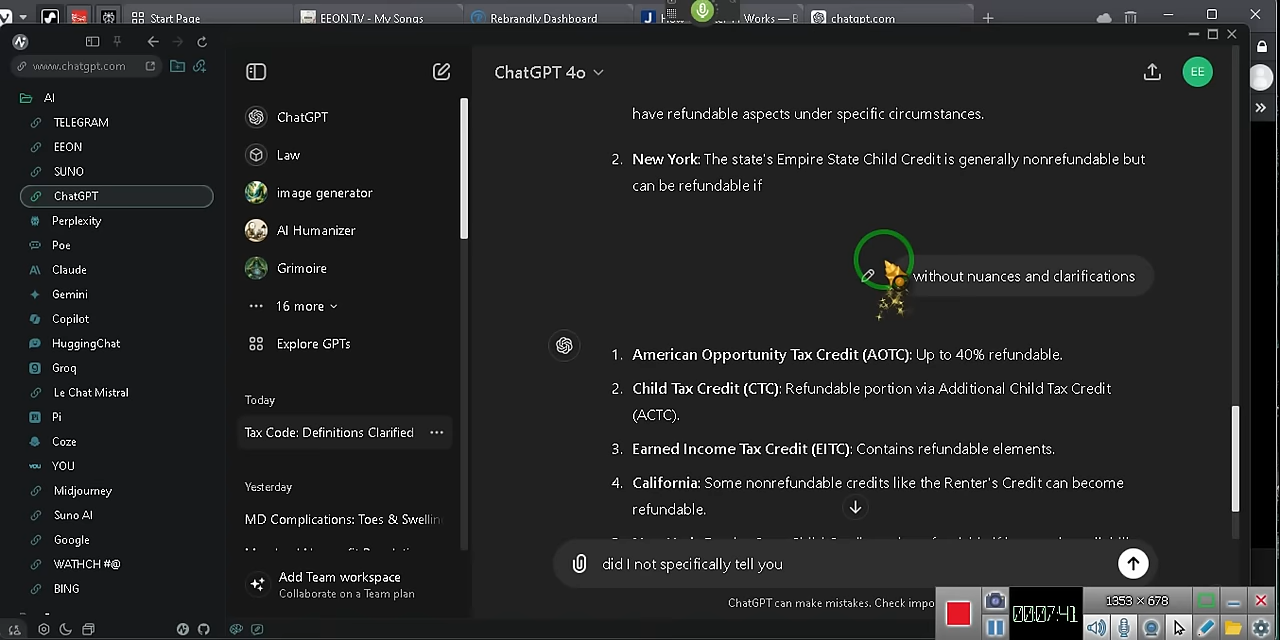 Start Page
EEON.TV - My Songs
Rebrandly Dashboard
Works — B
chatgpt.com
www.chatgpt.com
ChatGPT 4o
EE
AI
TELEGRAM
EEON
SUNO
ChatGPT
Perplexity
Poe
Claude
Gemini
Copilot
HuggingChat
Groq
Le Chat Mistral
Pi
Coze
YOU
Midjourney
Suno AI
Google
WATHCH #@
BING
ChatGPT
Law
image generator
AI Humanizer
Grimoire
16 more
Explore GPTs
Today
Tax Code: Definitions Clarified
Yesterday
MD Complications: Toes & Swellin
Add Team workspace
Collaborate on a Team plan
have refundable aspects under specific circumstances.
2. New York: The state's Empire State Child Credit is generally nonrefundable but
can be refundable if
without nuances and clarifications
1. American Opportunity Tax Credit (AOTC): Up to 40% refundable.
2. Child Tax Credit (CTC): Refundable portion via Additional Child Tax Credit
(ACTC).
3. Earned Income Tax Credit (EITC): Contains refundable elements.
4. California: Some nonrefundable credits like the Renter's Credit can become
refundable.
did I not specifically tell you
ChatGPT can make mistakes. Check impo
1353 × 678
00:07:41